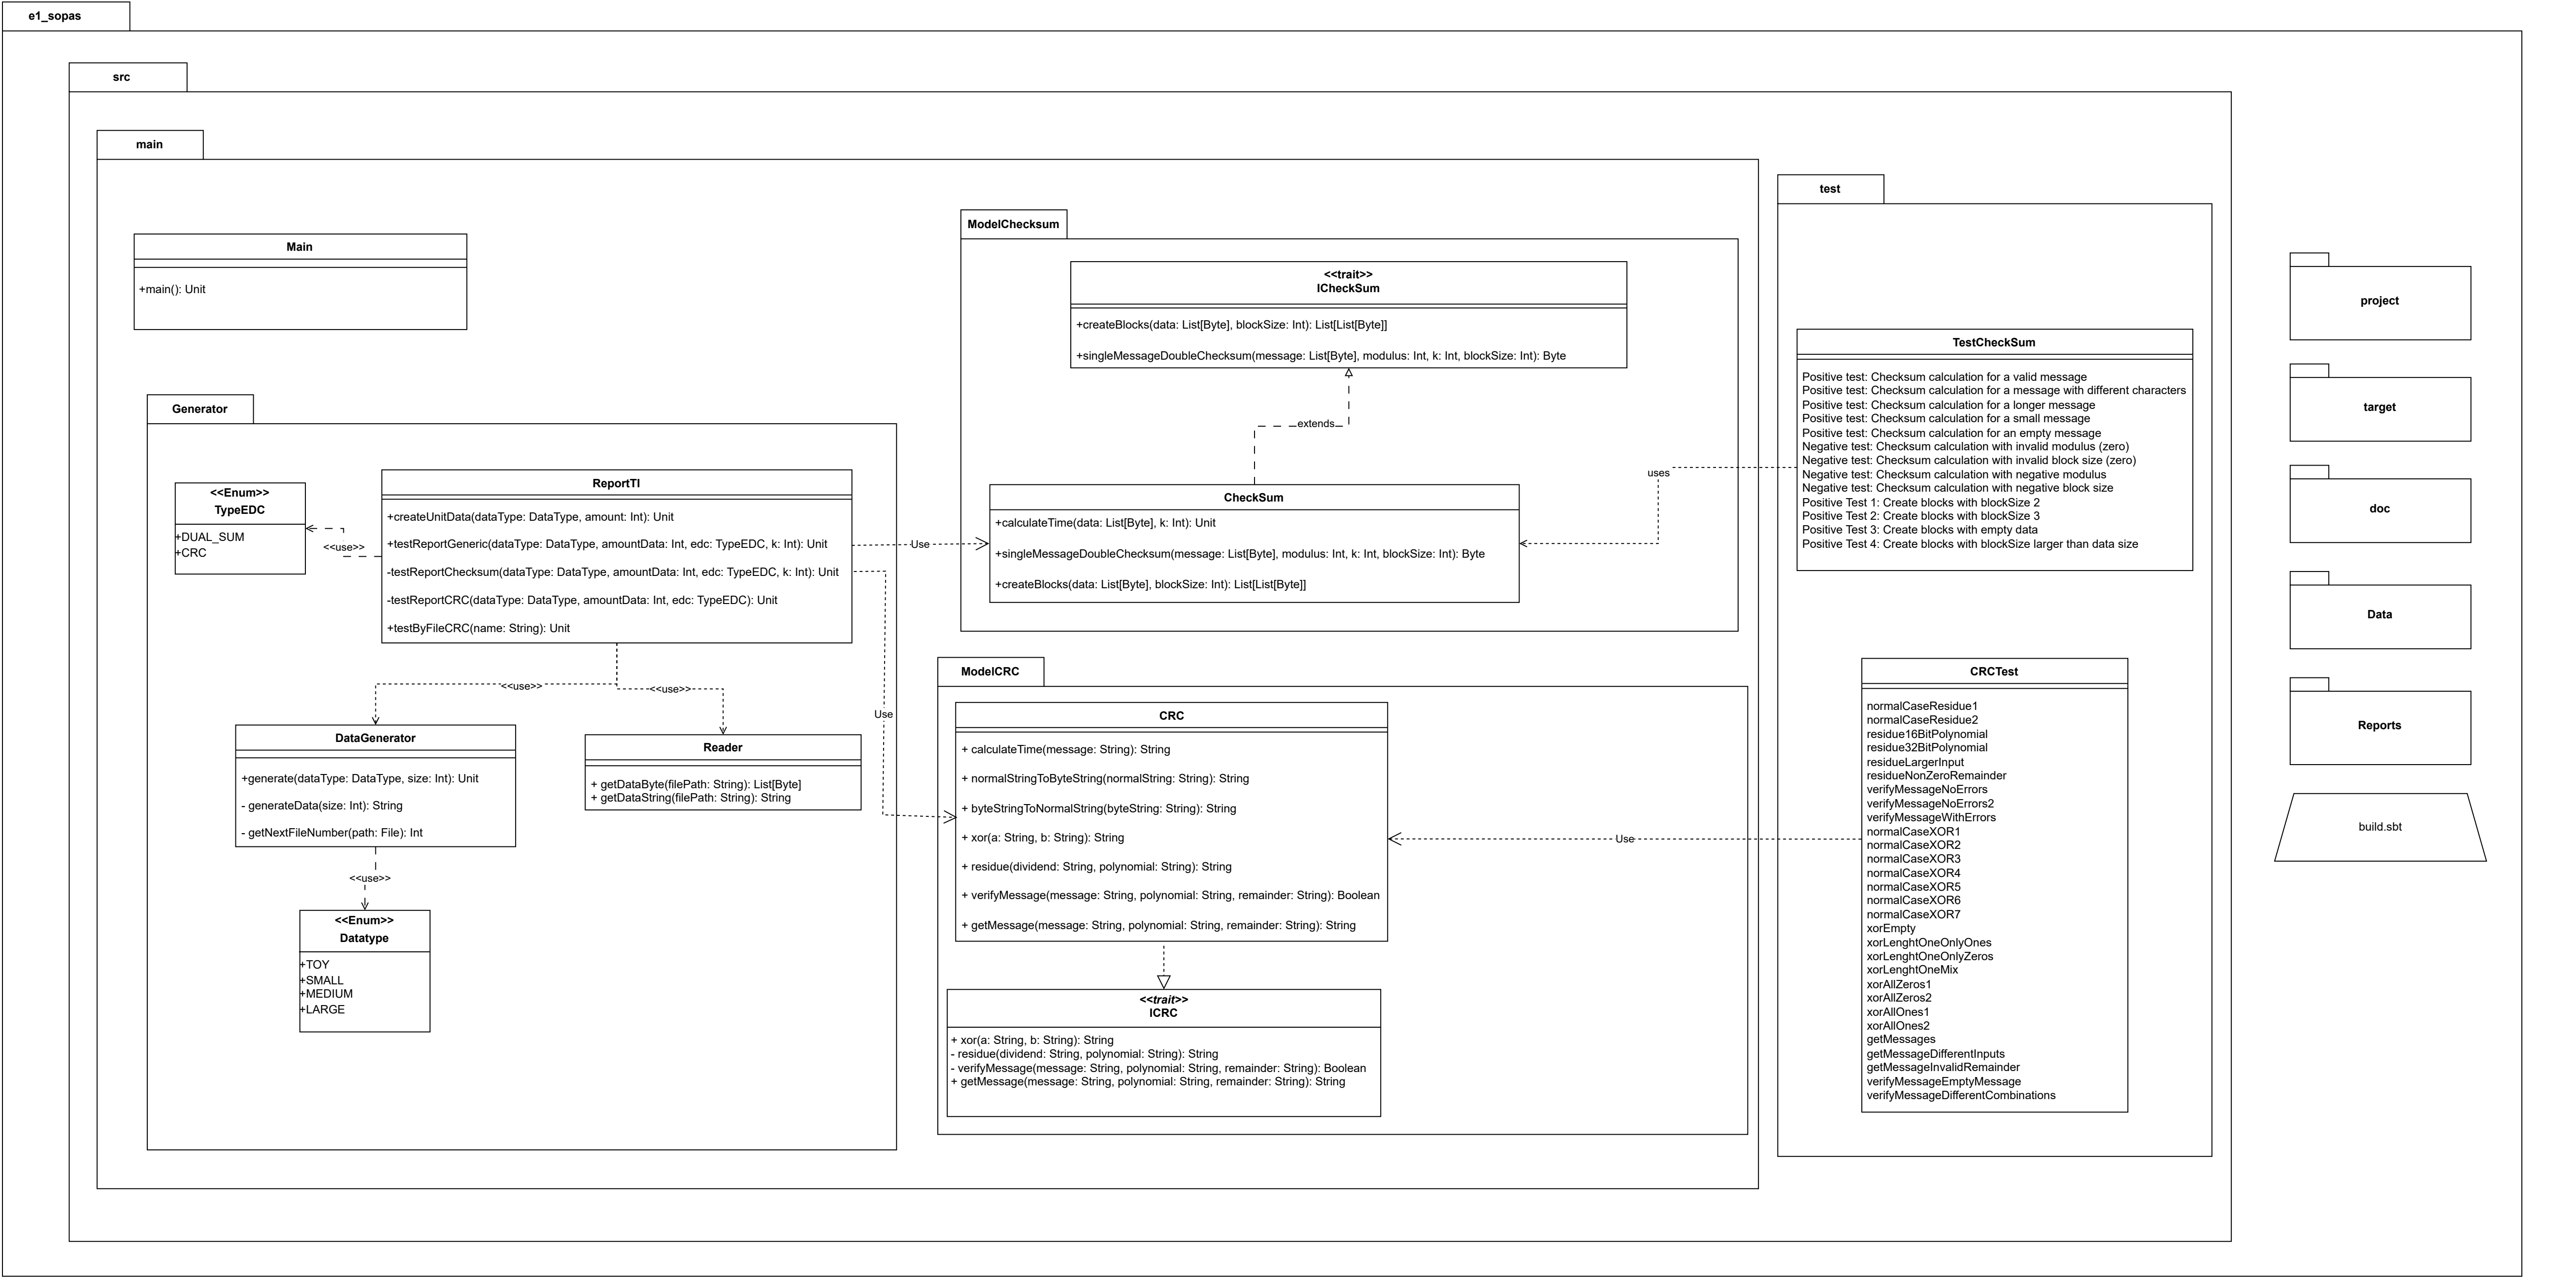 e1_sopas
src
main
Main
+main(): Unit
Generator
<<Enum>>
TypeEDC
+DUAL_SUM
+CRC
<<use>>
ReportTI
+createUnitData(dataType: DataType, amount: Int): Unit
+testReportGeneric(dataType: DataType, amountData: Int, edc: TypeEDC, k: Int): Unit
-testReportChecksum(dataType: DataType, amountData: Int, edc: TypeEDC, k: Int): Unit
-testReportCRC(dataType: DataType, amountData: Int, edc: TypeEDC): Unit
+testByFileCRC(name: String): Unit
<<use>>
<<use>>
DataGenerator
+generate(dataType: DataType, size: Int): Unit
- generateData(size: Int): String
- getNextFileNumber(path: File): Int
Reader
+ getDataByte(filePath: String): List[Byte]
+ getDataString(filePath: String): String
<<use>>
<<Enum>>
Datatype
+TOY
+SMALL
+MEDIUM
+LARGE
Use
Use
ModelChecksum
<<trait>>
ICheckSum
+createBlocks(data: List[Byte], blockSize: Int): List[List[Byte]]
+singleMessageDoubleChecksum(message: List[Byte], modulus: Int, k: Int, blockSize: Int): Byte
extends
CheckSum
+calculateTime(data: List[Byte], k: Int): Unit
+singleMessageDoubleChecksum(message: List[Byte], modulus: Int, k: Int, blockSize: Int): Byte
+createBlocks(data: List[Byte], blockSize: Int): List[List[Byte]]
ModelCRC
CRC
+ calculateTime(message: String): String
+ normalStringToByteString(normalString: String): String
+ byteStringToNormalString(byteString: String): String
+ xor(a: String, b: String): String
+ residue(dividend: String, polynomial: String): String
+ verifyMessage(message: String, polynomial: String, remainder: String): Boolean
+ getMessage(message: String, polynomial: String, remainder: String): String
<<trait>>
ICRC
+ xor(a: String, b: String): String
- residue(dividend: String, polynomial: String): String
- verifyMessage(message: String, polynomial: String, remainder: String): Boolean
+ getMessage(message: String, polynomial: String, remainder: String): String
uses
Use
test
TestCheckSum
Positive test: Checksum calculation for a valid message
Positive test: Checksum calculation for a message with different characters
Positive test: Checksum calculation for a longer message
Positive test: Checksum calculation for a small message
Positive test: Checksum calculation for an empty message
Negative test: Checksum calculation with invalid modulus (zero)
Negative test: Checksum calculation with invalid block size (zero)
Negative test: Checksum calculation with negative modulus
Negative test: Checksum calculation with negative block size
Positive Test 1: Create blocks with blockSize 2
Positive Test 2: Create blocks with blockSize 3
Positive Test 3: Create blocks with empty data
Positive Test 4: Create blocks with blockSize larger than data size
CRCTest
normalCaseResidue1
normalCaseResidue2
residue16BitPolynomial
residue32BitPolynomial
residueLargerInput
residueNonZeroRemainder
verifyMessageNoErrors
verifyMessageNoErrors2
verifyMessageWithErrors
normalCaseXOR1
normalCaseXOR2
normalCaseXOR3
normalCaseXOR4
normalCaseXOR5
normalCaseXOR6
normalCaseXOR7
xorEmpty
xorLenghtOneOnlyOnes
xorLenghtOneOnlyZeros
xorLenghtOneMix
xorAllZeros1
xorAllZeros2
xorAllOnes1
xorAllOnes2
getMessages
getMessageDifferentInputs
getMessageInvalidRemainder
verifyMessageEmptyMessage
verifyMessageDifferentCombinations
project
target
doc
Data
Reports
build.sbt